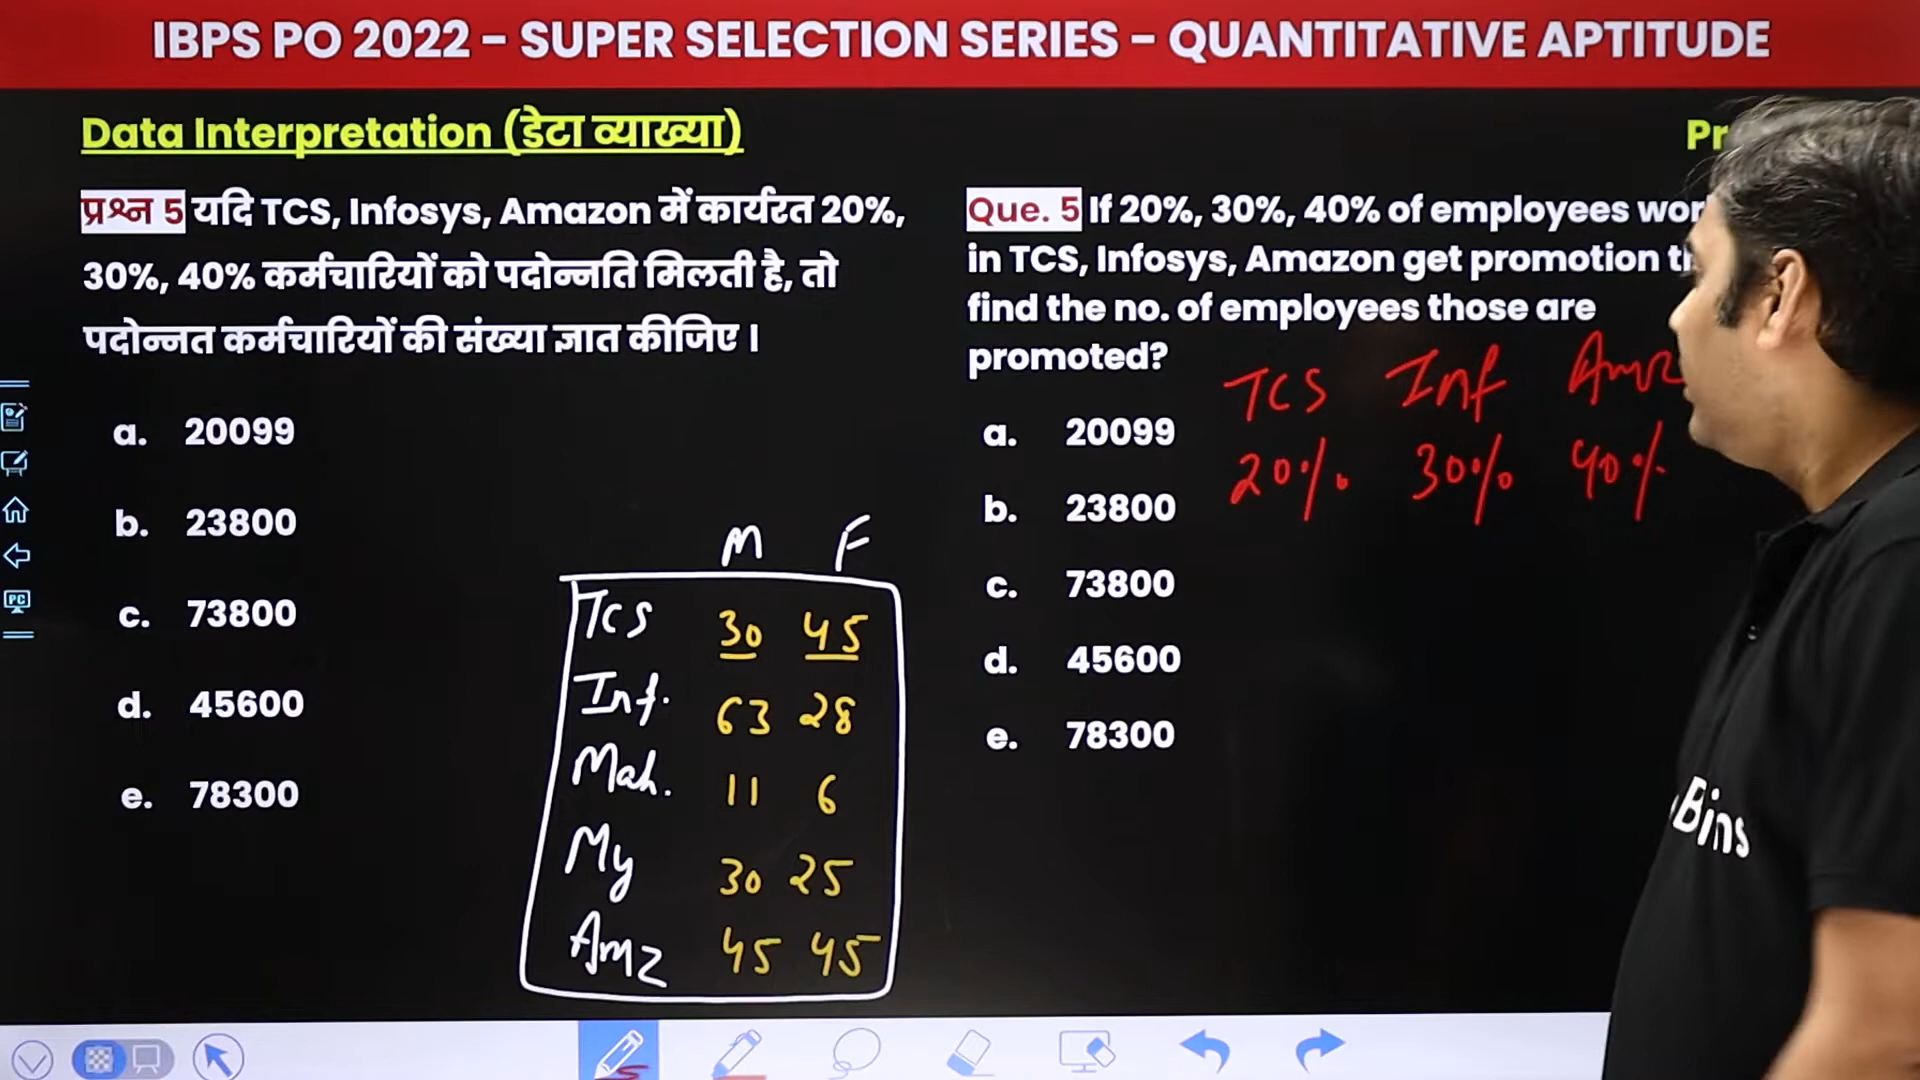 IBPS PO 2022 - SUPER SELECTION SERIES - QUANTITATIVE APTITUDE
Data Interpretation (डेटा व्याख्या)
प्रश्न 5 यदि TCS, Infosys, Amazon में कार्यरत 20%,
30%, 40% कर्मचारियों को पदोन्नति मिलती है, तो
पदोन्नत कर्मचारियों की संख्या ज्ञात कीजिए ।
a. 20099
b. 23800
c. 73800
d. 45600
e. 78300
M F
TCS 30 45
Inf. 63 28
Mah. 11 6
My 30 25
Amz 45 45
Que. 5 If 20%, 30%, 40% of employees
in TCS, Infosys, Amazon get promotion
find the no. of employees those are
promoted?
a. 20099
b. 23800
c. 73800
d. 45600
e. 78300
TCS Inf Amz
20% 30% 40%
Bins
PC